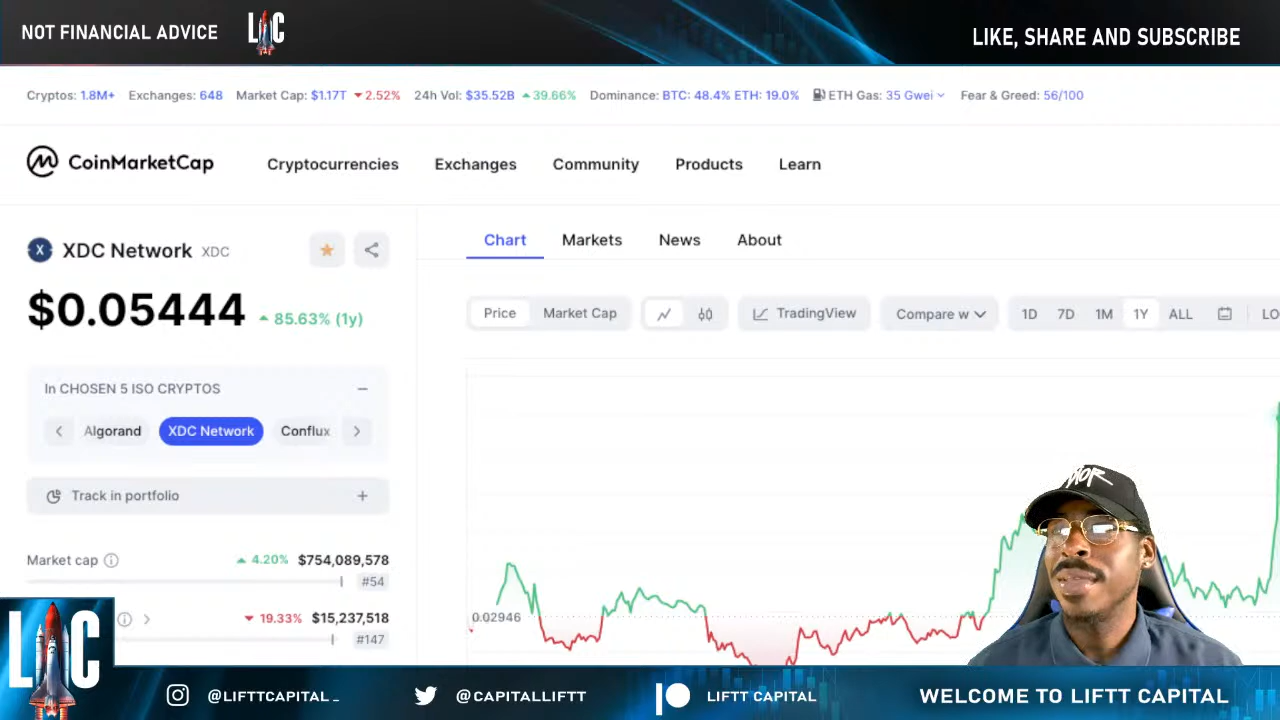 NOT FINANCIAL ADVICE
LC
LIKE, SHARE AND SUBSCRIBE
Cryptos: 1.8M+ Exchanges: 648 Market Cap: $1.17T 2.52% 24h Vol: $35.52B 39.66% Dominance: BTC: 48.4% ETH: 19.0% ETH Gas: 35 Gwei Fear & Greed: 56/100
CoinMarketCap
Cryptocurrencies Exchanges Community Products Learn
X XDC Network XDC
Chart Markets News About
$0.05444 85.63% (1y)
Price Market Cap TradingView Compare w 1D 7D 1M 1Y ALL LO
In CHOSEN 5 ISO CRYPTOS
Algorand XDC Network Conflux
Track in portfolio +
Market cap 4.20% $754,089,578
#54
19.33% $15,237,518
#147
0.02946
LC
@LIFTTCAPITAL_ @CAPITALLIFTT LIFTT CAPITAL WELCOME TO LIFTT CAPITAL